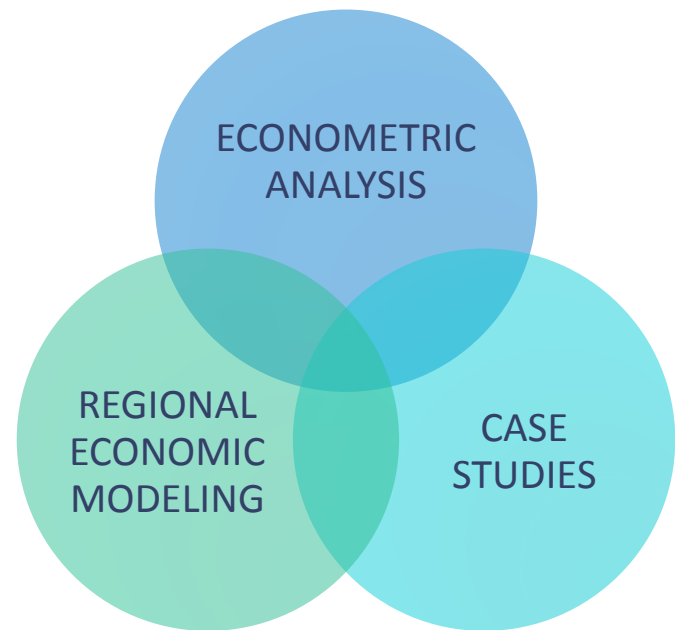 ECONOMETRIC
ANALYSIS
REGIONAL
ECONOMIC
MODELING
CASE
STUDIES